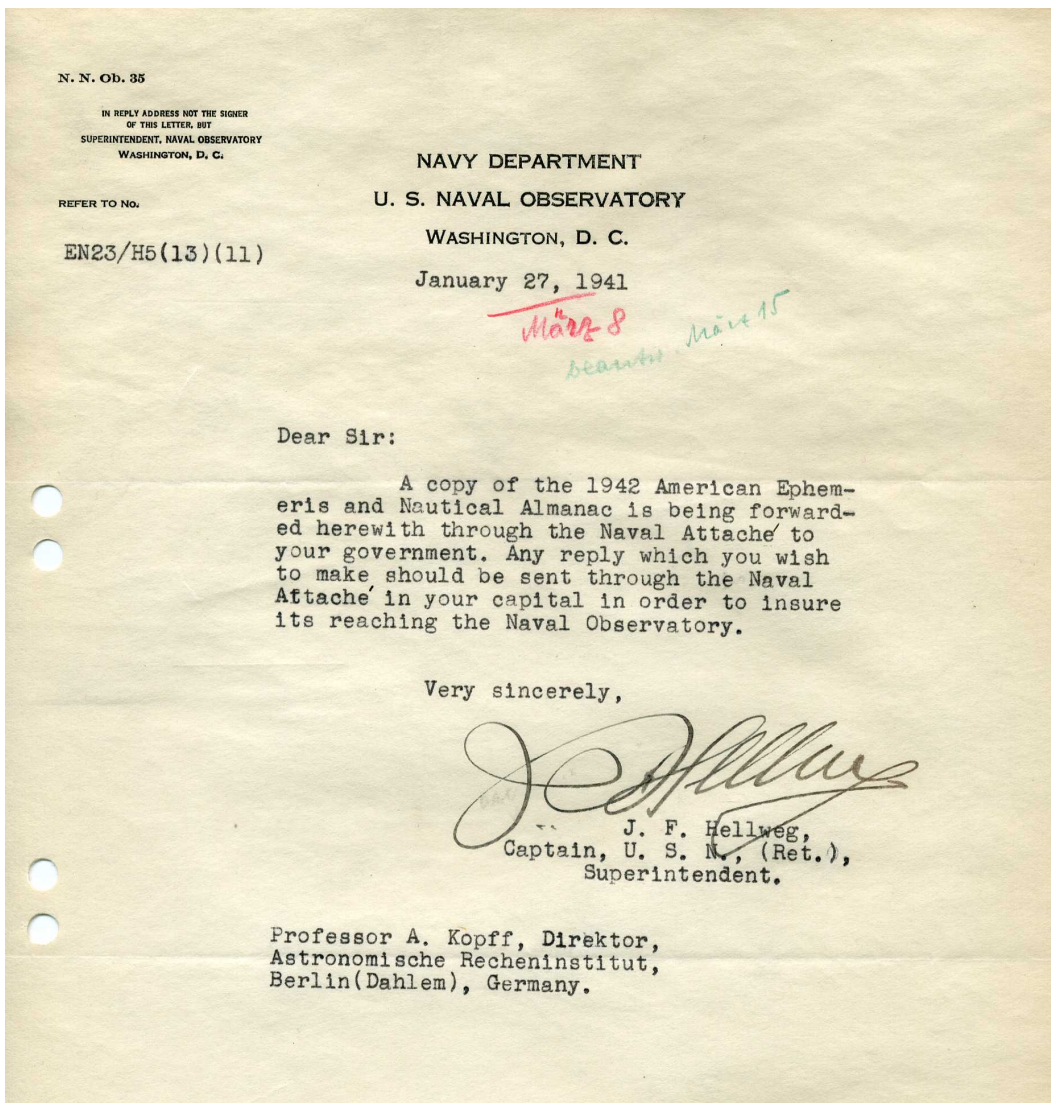 N. N. Ob. 35
IN REPLY ADDRESS NOT THE SIGNER
OF THIS LETTER, BUT
SUPERINTENDENT, NAVAL OBSERVATORY
WASHINGTON, D. C.
REFER TO No.
EN23/H5(13)(11)
NAVY DEPARTMENT
U. S. NAVAL OBSERVATORY
WASHINGTON, D. C.
January 27, 1941
März 8
beantw. März 15
Dear Sir:
A copy of the 1942 American Ephem-
eris and Nautical Almanac is being forward-
ed herewith through the Naval Attache´ to
your government. Any reply which you wish
to make should be sent through the Naval
Attache´ in your capital in order to insure
its reaching the Naval Observatory.
Very sincerely,
J. F. Hellweg
J. F. Hellweg,
Captain, U. S. N., (Ret.),
Superintendent.
Professor A. Kopff, Direktor,
Astronomische Recheninstitut,
Berlin(Dahlem), Germany.